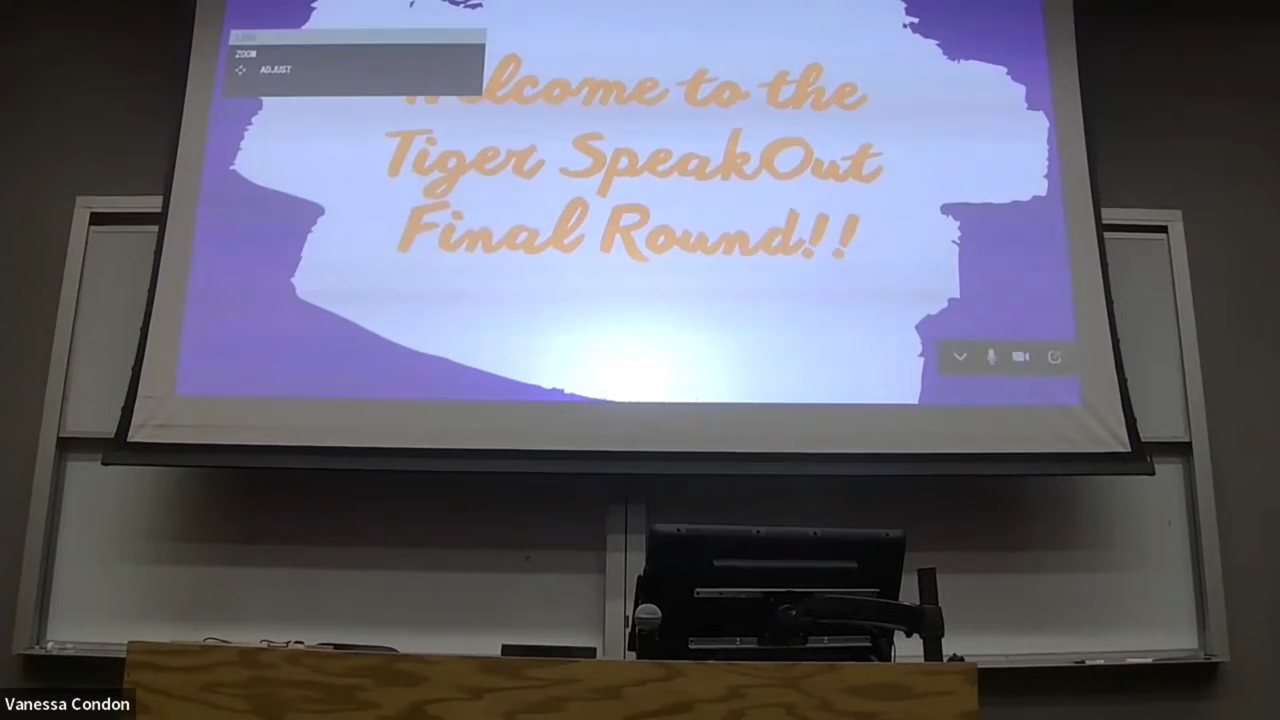 ZOOM
ADJUST
Welcome to the
Tiger SpeakOut
Final Round!!
Vanessa Condon